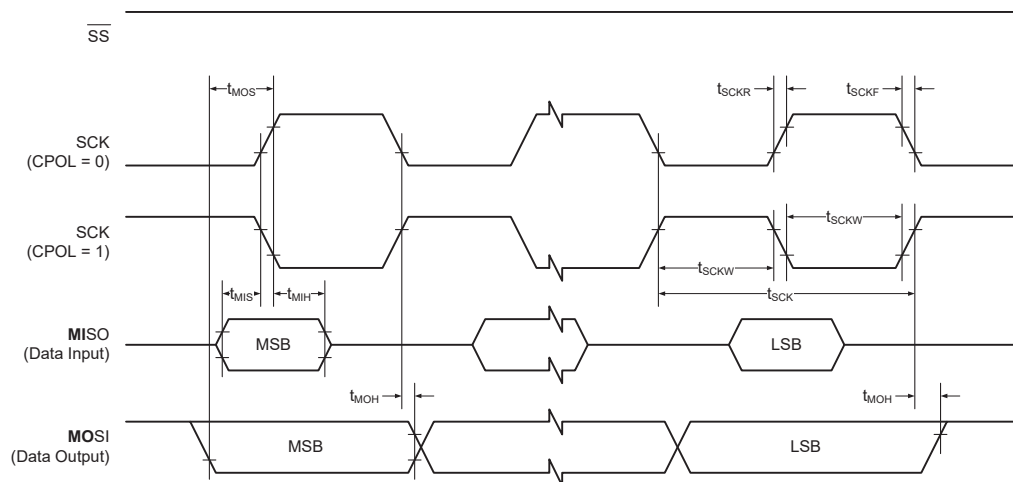 SS
tMOS
tSCKR
tSCKF
SCK
(CPOL = 0)
SCK
(CPOL = 1)
tSCKW
tSCKW
tMIS
tMIH
tSCK
MISO
(Data Input)
MSB
LSB
tMOH
tMOH
MOSI
(Data Output)
MSB
LSB